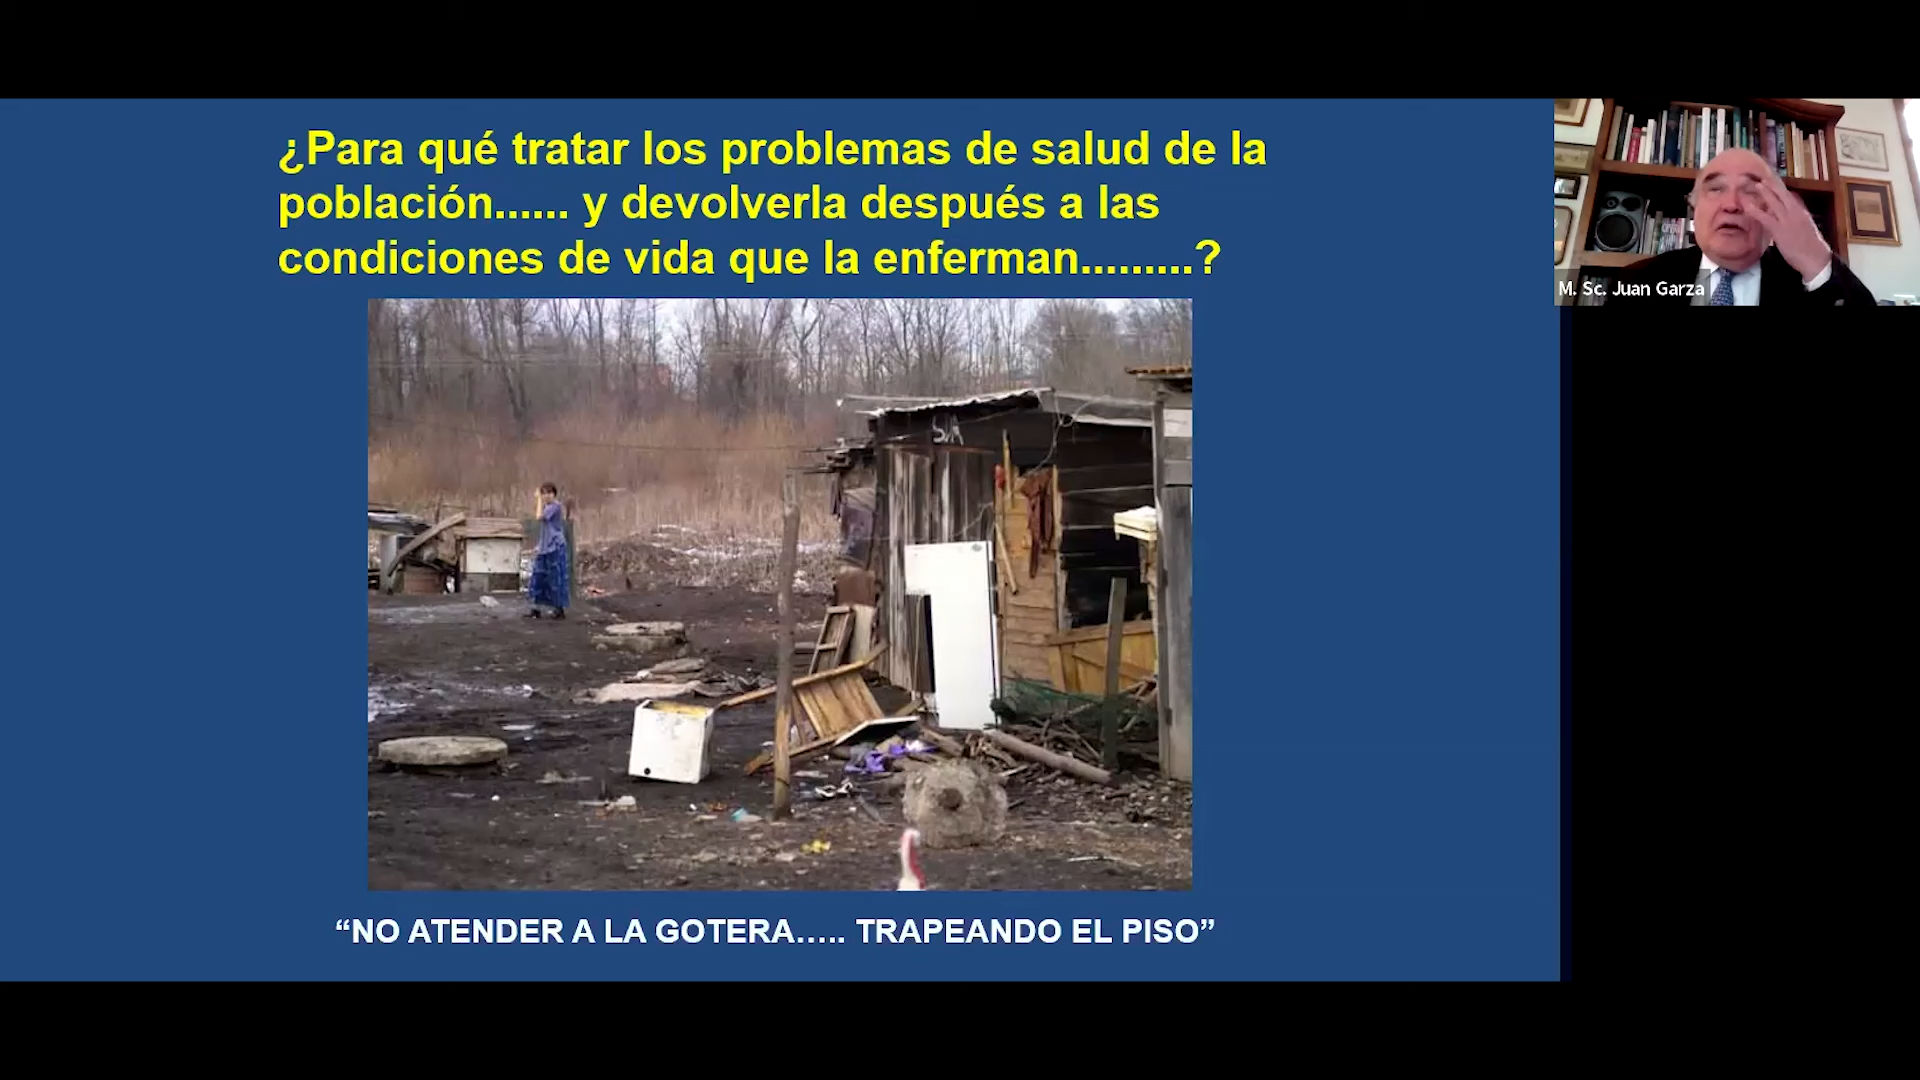 ¿Para qué tratar los problemas de salud de la
población...... y devolverla después a las
condiciones de vida que la enferman.........?
M. Sc. Juan Garza
“NO ATENDER A LA GOTERA..... TRAPEANDO EL PISO”